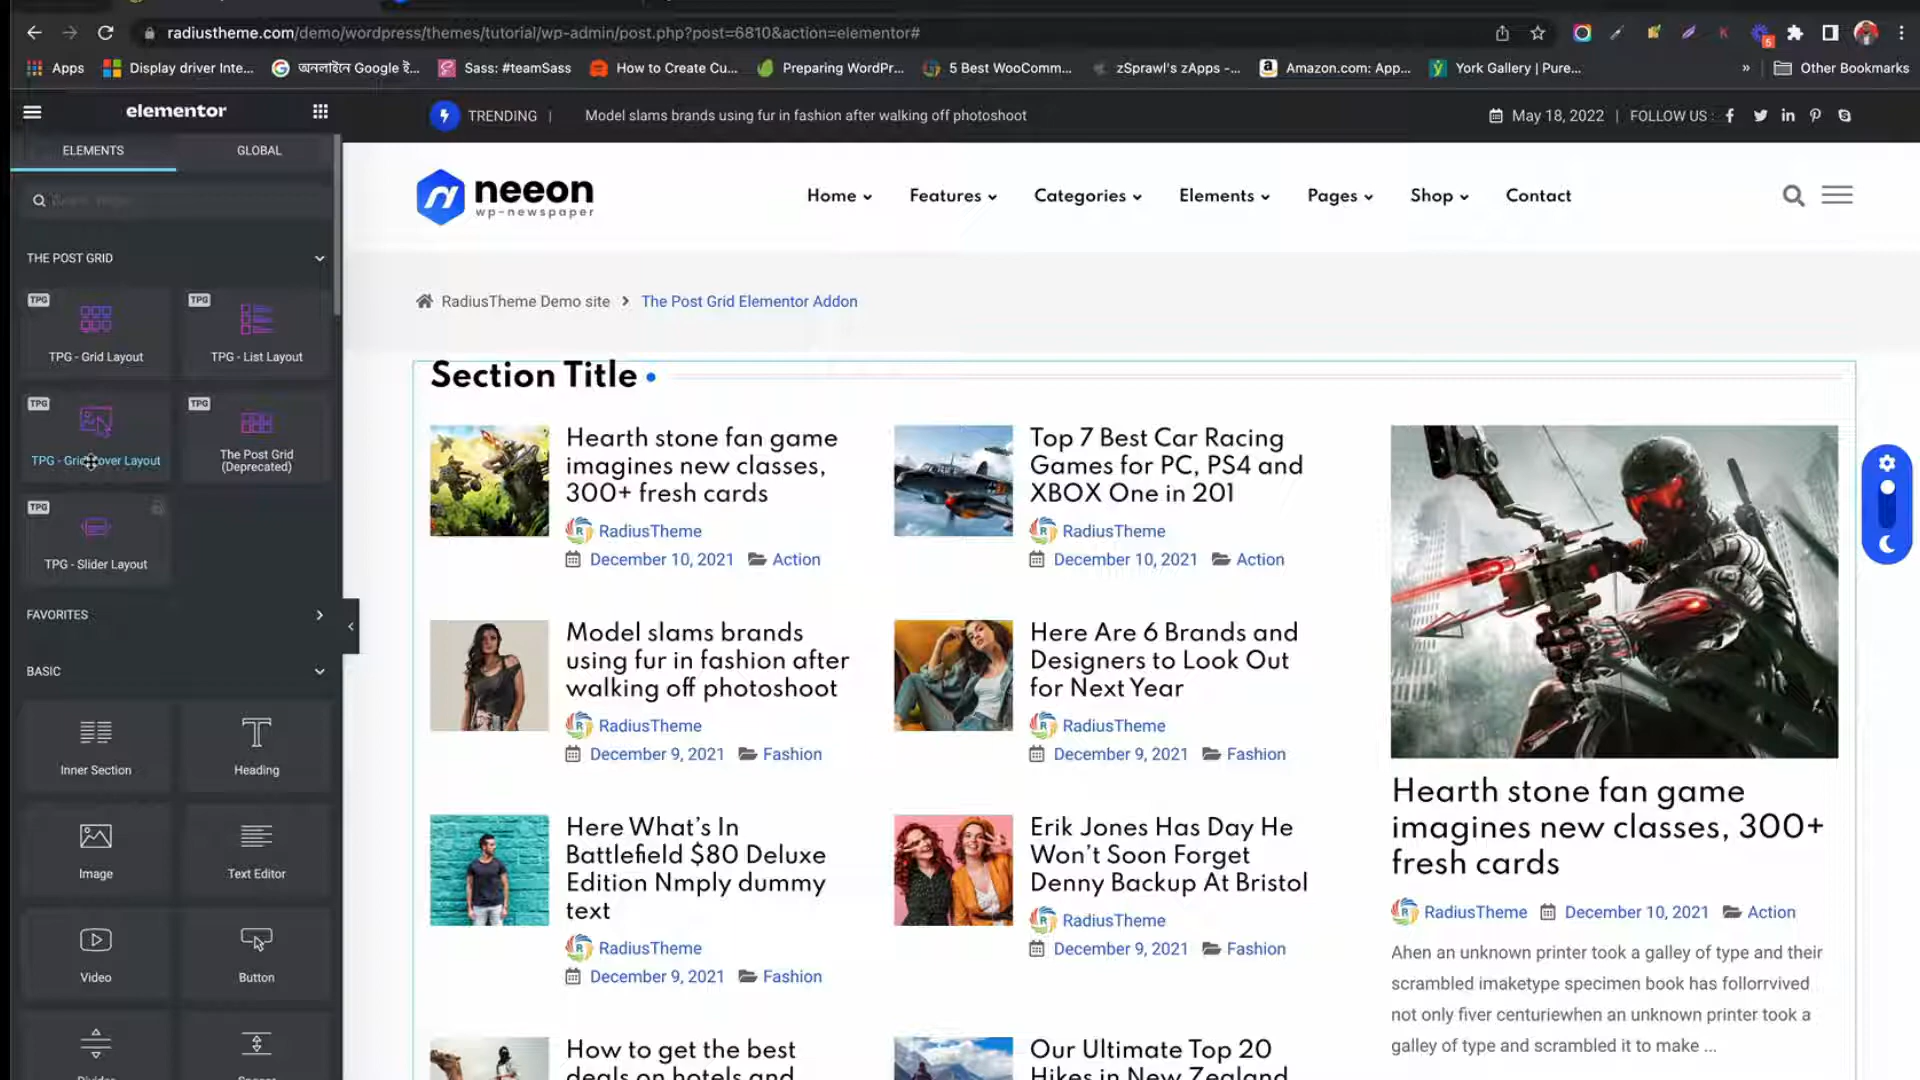 radiustheme.com/demo/wordpress/themes/tutorial/wp-admin/post.php?post=6810&action=elementor#
5
Apps
Display driver Inte...
অনলাইনে Google ই...
Sass: #teamSass
How to Create Cu...
Preparing WordPr...
5 Best WooComm...
zSprawl's zApps -...
Amazon.com: App...
York Gallery | Pure...
»
Other Bookmarks
elementor
TRENDING |
Model slams brands using fur in fashion after walking off photoshoot
May 18, 2022 | FOLLOW US :
ELEMENTS
GLOBAL
neeon
wp-newspaper
Home
Features
Categories
Elements
Pages
Shop
Contact
THE POST GRID
TPG
TPG - Grid Layout
TPG
TPG - List Layout
TPG
TPG
The Post Grid
(Deprecated)
TPG
TPG - Slider Layout
FAVORITES
BASIC
Inner Section
Heading
Image
Text Editor
Video
Button
RadiusTheme Demo site
The Post Grid Elementor Addon
Section Title
Hearth stone fan game
imagines new classes,
300+ fresh cards
RadiusTheme
December 10, 2021
Action
Top 7 Best Car Racing
Games for PC, PS4 and
XBOX One in 201
RadiusTheme
December 10, 2021
Action
Model slams brands
using fur in fashion after
walking off photoshoot
RadiusTheme
December 9, 2021
Fashion
Here Are 6 Brands and
Designers to Look Out
for Next Year
RadiusTheme
December 9, 2021
Fashion
Here What's In
Battlefield $80 Deluxe
Edition Nmply dummy
text
RadiusTheme
December 9, 2021
Fashion
Erik Jones Has Day He
Won't Soon Forget
Denny Backup At Bristol
RadiusTheme
December 9, 2021
Fashion
How to get the best
deals on hotels and
Our Ultimate Top 20
Hikes in New Zealand
Hearth stone fan game
imagines new classes, 300+
fresh cards
RadiusTheme
December 10, 2021
Action
Ahen an unknown printer took a galley of type and their
scrambled imaketype specimen book has follorrvived
not only fiver centuriewhen an unknown printer took a
galley of type and scrambled it to make ...